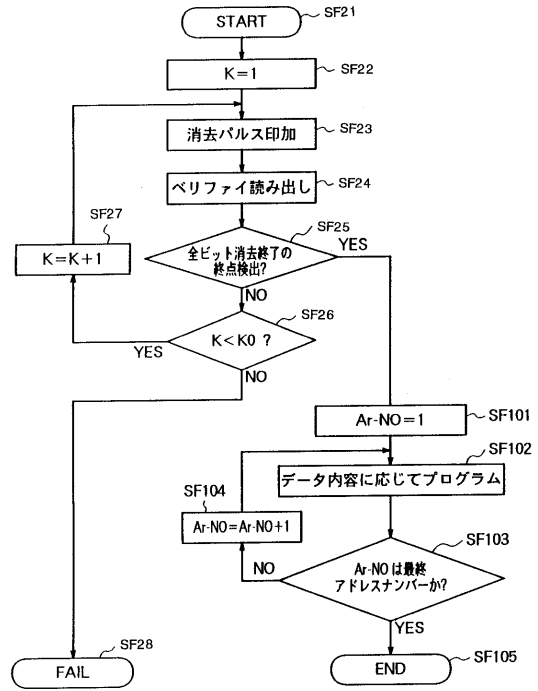 START
SF21
K=1
SF22
消去パルス印加
SF23
ベリファイ読み出し
SF24
SF27
K=K+1
SF25
全ビット消去終了の
終点検出?
YES
NO
SF26
K<K0 ?
YES
NO
Ar-NO=1
SF101
SF102
データ内容に応じてプログラム
SF104
Ar-NO=Ar-NO+1
SF103
Ar-NOは最終
アドレスナンバーか?
NO
YES
SF28
FAIL
END
SF105